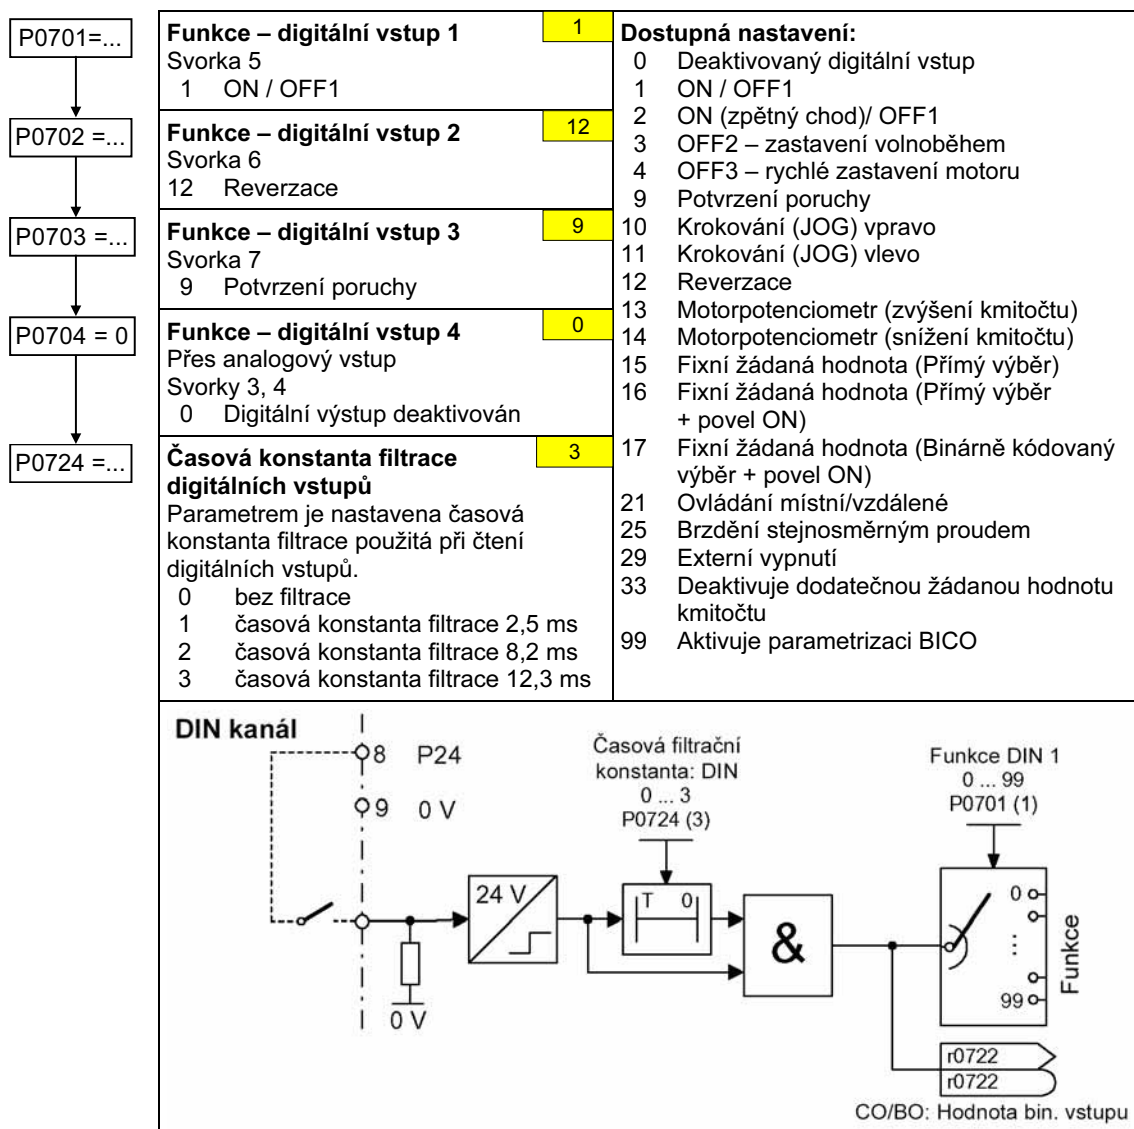 P0701=...
P0702 =...
P0703 =...
P0704 = 0
P0724 =...
Funkce – digitální vstup 1
1
Svorka 5
1 ON / OFF1
Funkce – digitální vstup 2
12
Svorka 6
12 Reverzace
Funkce – digitální vstup 3
9
Svorka 7
9 Potvrzení poruchy
Funkce – digitální vstup 4
0
Přes analogový vstup
Svorky 3, 4
0 Digitální výstup deaktivován
Časová konstanta filtrace
3
digitálních vstupů
Parametrem je nastavena časová
konstanta filtrace použitá při čtení
digitálních vstupů.
0 bez filtrace
1 časová konstanta filtrace 2,5 ms
2 časová konstanta filtrace 8,2 ms
3 časová konstanta filtrace 12,3 ms
Dostupná nastavení:
0 Deaktivovaný digitální vstup
1 ON / OFF1
2 ON (zpětný chod)/ OFF1
3 OFF2 – zastavení volnoběhem
4 OFF3 – rychlé zastavení motoru
9 Potvrzení poruchy
10 Krokování (JOG) vpravo
11 Krokování (JOG) vlevo
12 Reverzace
13 Motorpotenciometr (zvýšení kmitočtu)
14 Motorpotenciometr (snížení kmitočtu)
15 Fixní žádaná hodnota (Přímý výběr)
16 Fixní žádaná hodnota (Přímý výběr
+ povel ON)
17 Fixní žádaná hodnota (Binárně kódovaný
výběr + povel ON)
21 Ovládání místní/vzdálené
25 Brzdění stejnosměrným proudem
29 Externí vypnutí
33 Deaktivuje dodatečnou žádanou hodnotu
kmitočtu
99 Aktivuje parametrizaci BICO
DIN kanál
8 P24
9 0 V
0 V
24 V
Časová filtrační
konstanta: DIN
0 ... 3
P0724 (3)
T 0
&
Funkce DIN 1
0 ... 99
P0701 (1)
0
99
Funkce
r0722
r0722
CO/BO: Hodnota bin. vstupu